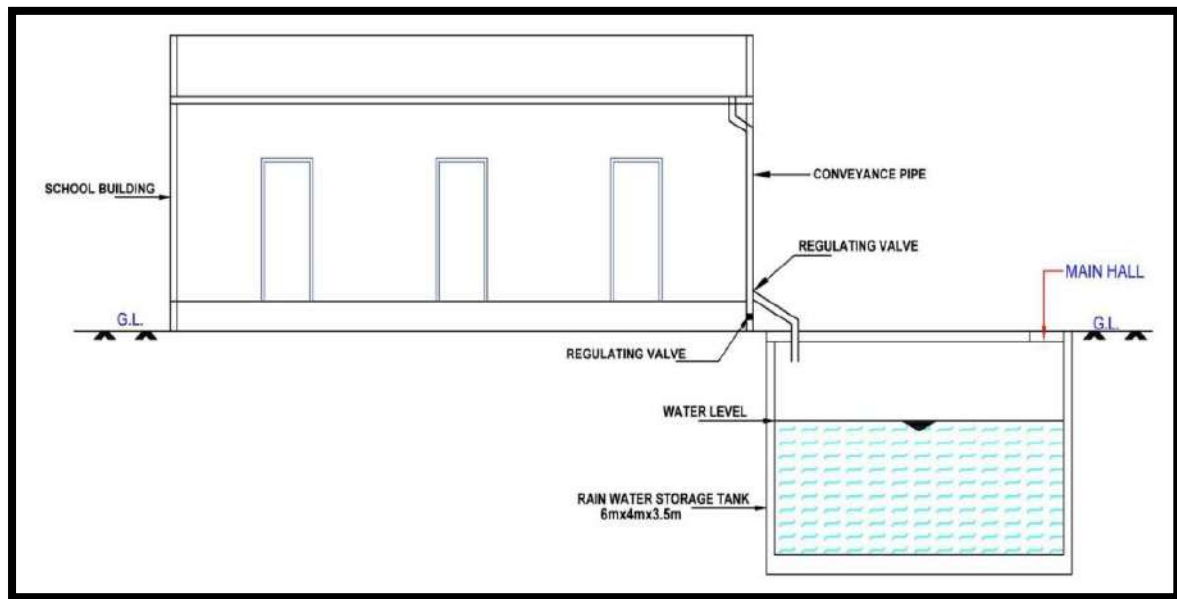 SCHOOL BUILDING
CONVEYANCE PIPE
REGULATING VALVE
MAIN HALL
G.L.
G.L.
REGULATING VALVE
WATER LEVEL
RAIN WATER STORAGE TANK
6mx4mx3.5m